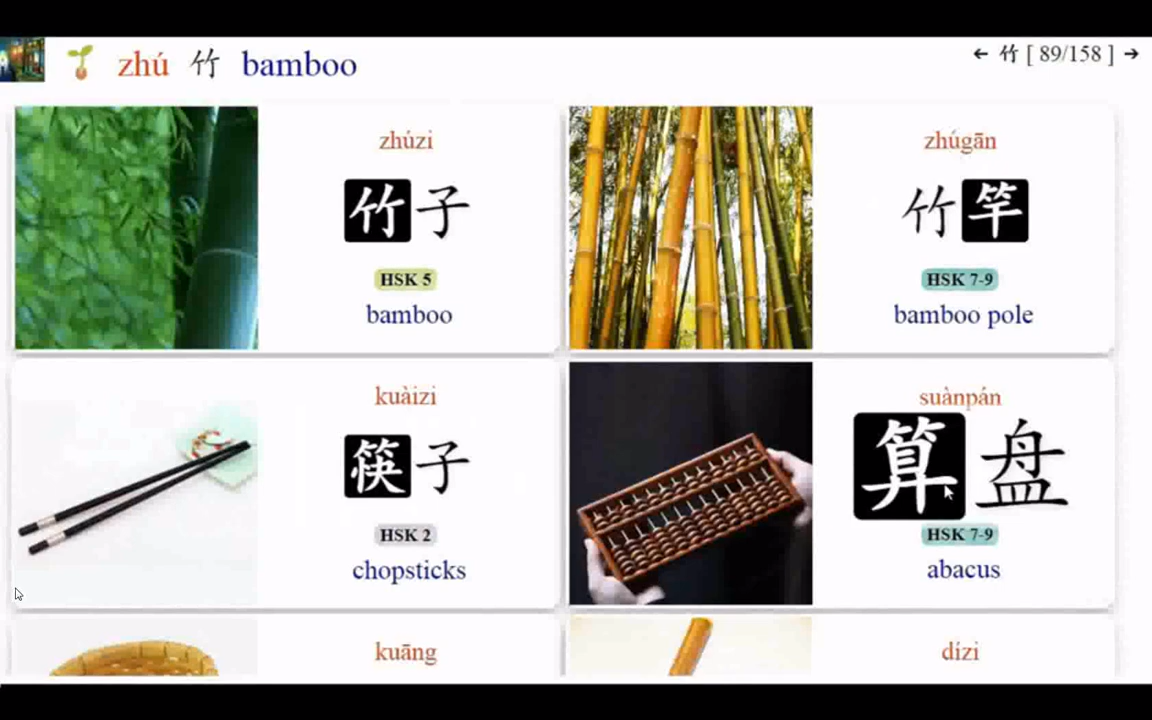 zhú 竹 bamboo
← 竹 [ 89/158 ] →
zhúzi
竹子
HSK 5
bamboo
zhúgān
竹竿
HSK 7-9
bamboo pole
kuàizi
筷子
HSK 2
chopsticks
suànpán
算盘
HSK 7-9
abacus
kuāng
dízi